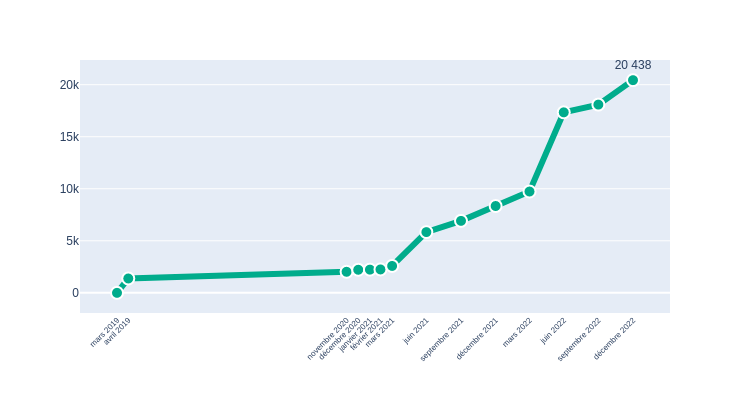 20 438
20k
15k
10k
5k
0
mars 2019
avril 2019
novembre 2020
décembre 2020
janvier 2021
février 2021
mars 2021
juin 2021
septembre 2021
décembre 2021
mars 2022
juin 2022
septembre 2022
décembre 2022